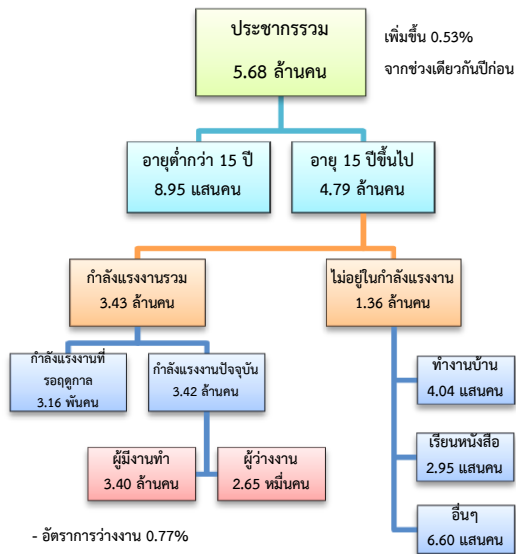 ประชากรรวม
5.68 ล้านคน
เพิ่มขึ้น 0.53%
จากช่วงเดียวกันปีก่อน
อายุต่ำกว่า 15 ปี
8.95 แสนคน
อายุ 15 ปีขึ้นไป
4.79 ล้านคน
กำลังแรงงานรวม
3.43 ล้านคน
ไม่อยู่ในกำลังแรงงาน
1.36 ล้านคน
กำลังแรงงานที่
รอฤดูกาล
3.16 พันคน
กำลังแรงงานปัจจุบัน
3.42 ล้านคน
ทำงานบ้าน
4.04 แสนคน
ผู้มีงานทำ
3.40 ล้านคน
ผู้ว่างงาน
2.65 หมื่นคน
เรียนหนังสือ
2.95 แสนคน
อื่นๆ
6.60 แสนคน
- อัตราการว่างงาน 0.77%